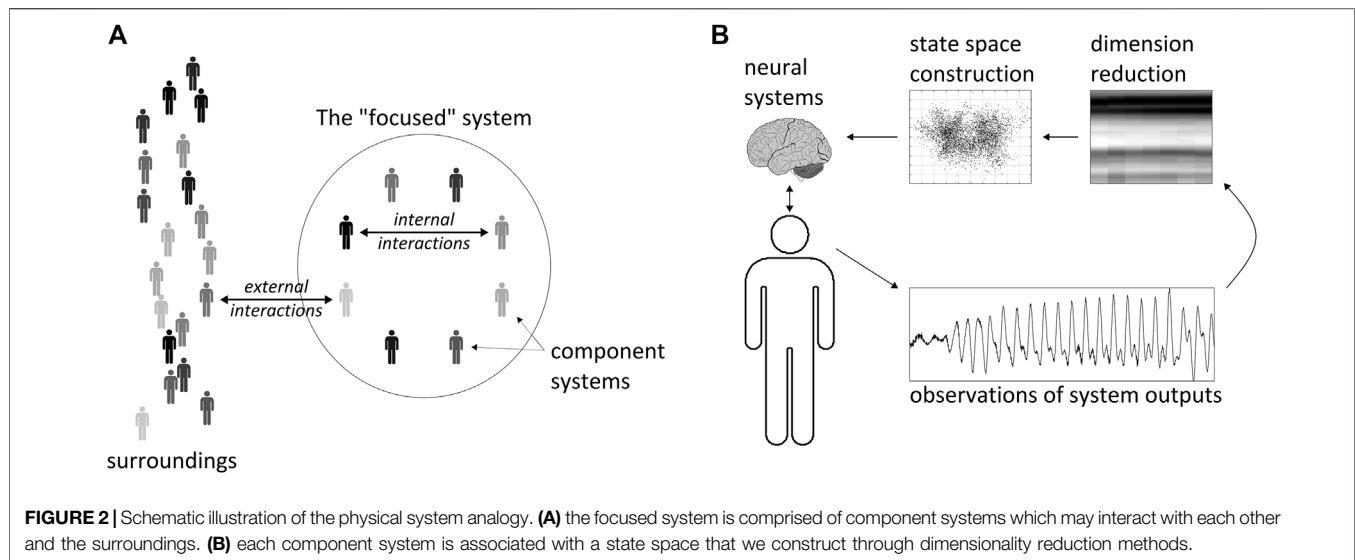 A
The "focused" system
internal
interactions
external
interactions
component
systems
surroundings
B
neural
systems
state space
construction
dimension
reduction
observations of system outputs
FIGURE 2 | Schematic illustration of the physical system analogy. (A) the focused system is comprised of component systems which may interact with each other
and the surroundings. (B) each component system is associated with a state space that we construct through dimensionality reduction methods.